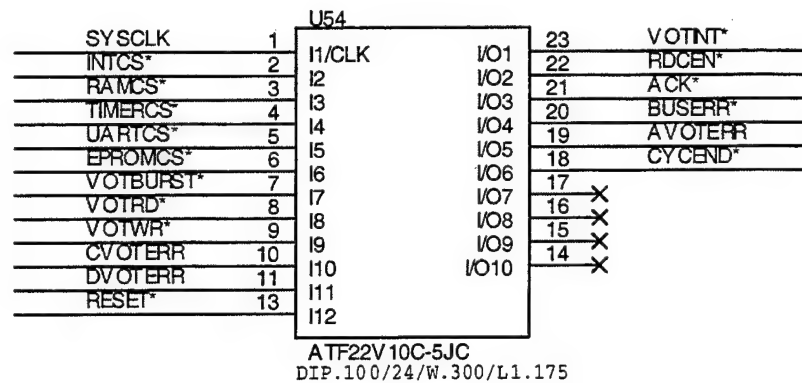 U54
SYSCLK 1 I1/CLK I/O1 23 VOTINT*
INTCS* 2 I2 I/O2 22 RDCEN*
RAMCS* 3 I3 I/O3 21 ACK*
TIMERCS* 4 I4 I/O4 20 BUSERR*
UARTCS* 5 I5 I/O5 19 AVOTERR
EPROMCS* 6 I6 I/O6 18 CYCEND*
VOTBURST* 7 I7 I/O7 17
VOTRD* 8 I8 I/O8 16
VOTWR* 9 I9 I/O9 15
CVOTERR 10 I10 I/O10 14
DVOTERR 11 I11
RESET* 13 I12
ATF22V10C-5JC
DIP.100/24/W.300/L1.175